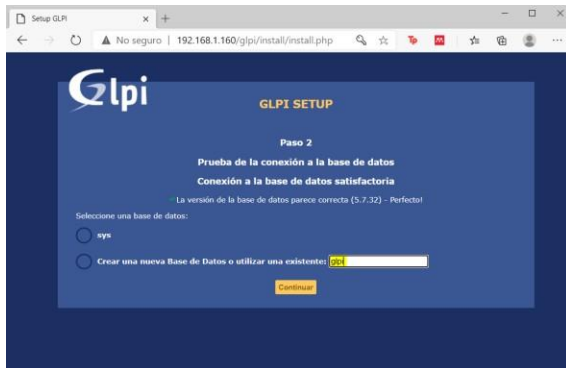 Setup GLPI
No seguro | 192.168.1.160/glpi/install/install.php
Glpi
GLPI SETUP
Paso 2
Prueba de la conexión a la base de datos
Conexión a la base de datos satisfactoria
La versión de la base de datos parece correcta (5.7.32) - Perfecto!
Seleccione una base de datos:
sys
Crear una nueva Base de Datos o utilizar una existente: glpi
Continuar